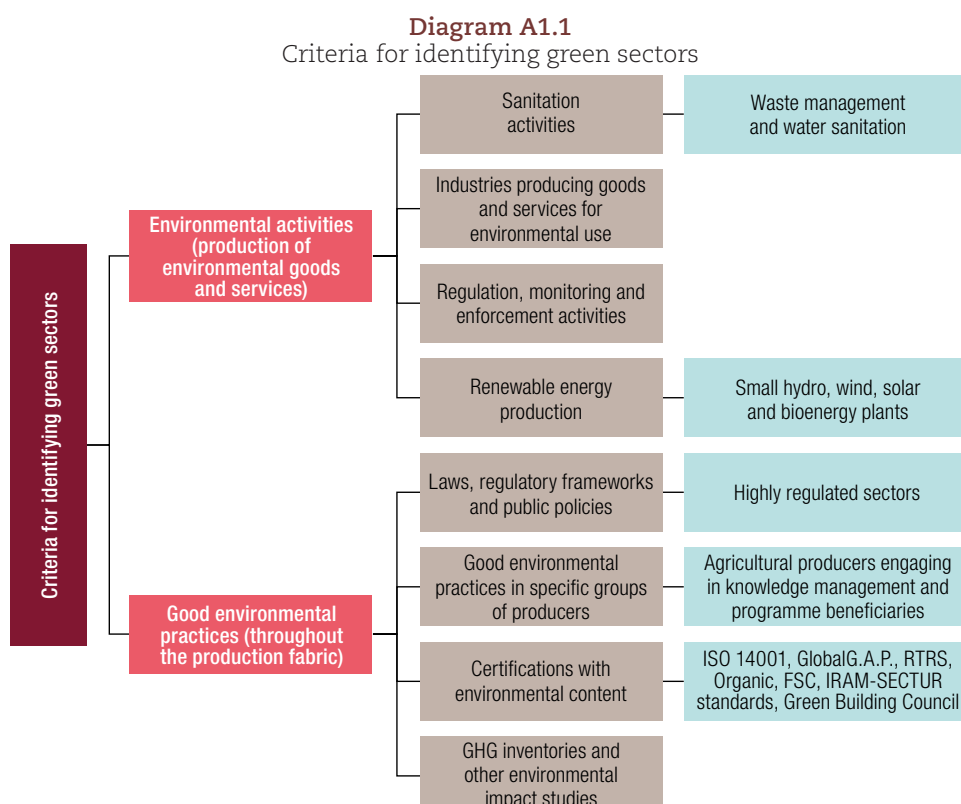 Diagram A1.1
Criteria for identifying green sectors
Criteria for identifying green sectors
Environmental activities
(production of
environmental goods
and services)
Sanitation
activities
Waste management
and water sanitation
Industries producing goods
and services for
environmental use
Regulation, monitoring and
enforcement activities
Renewable energy
production
Small hydro, wind, solar
and bioenergy plants
Good environmental
practices (throughout
the production fabric)
Laws, regulatory frameworks
and public policies
Highly regulated sectors
Good environmental
practices in specific groups
of producers
Agricultural producers engaging
in knowledge management and
programme beneficiaries
Certifications with
environmental content
ISO 14001, GlobalG.A.P., RTRS,
Organic, FSC, IRAM-SECTUR
standards, Green Building Council
GHG inventories and
other environmental
impact studies